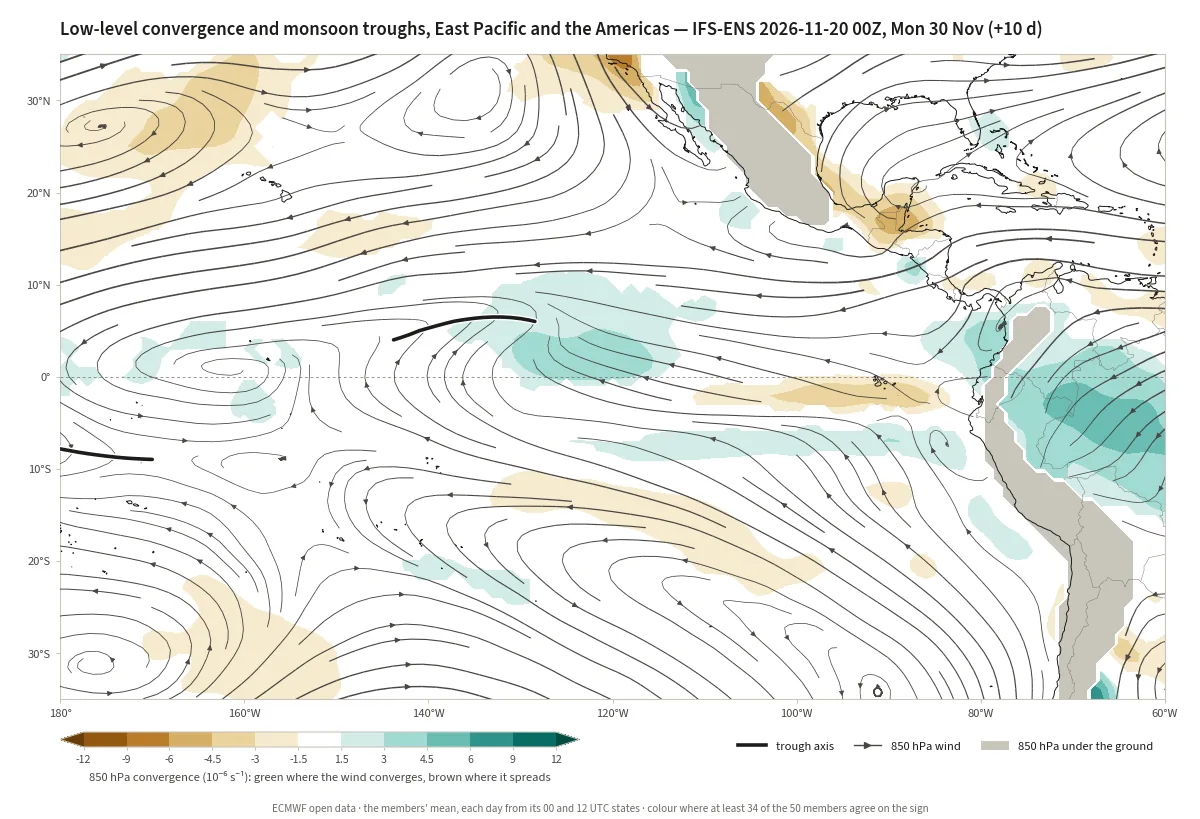 Low-level convergence and monsoon troughs, East Pacific and the Americas — IFS-ENS 2026-11-20 00Z, Mon 30 Nov (+10 d)
30°N
20°N
10°N
0°
10°S
20°S
30°S
180° 160°W 140°W 120°W 100°W 80°W 60°W
-12 -9 -6 -4.5 -3 -1.5 1.5 3 4.5 6 9 12
850 hPa convergence (10⁻⁶ s⁻¹): green where the wind converges, brown where it spreads
trough axis 850 hPa wind 850 hPa under the ground
ECMWF open data · the members' mean, each day from its 00 and 12 UTC states · colour where at least 34 of the 50 members agree on the sign